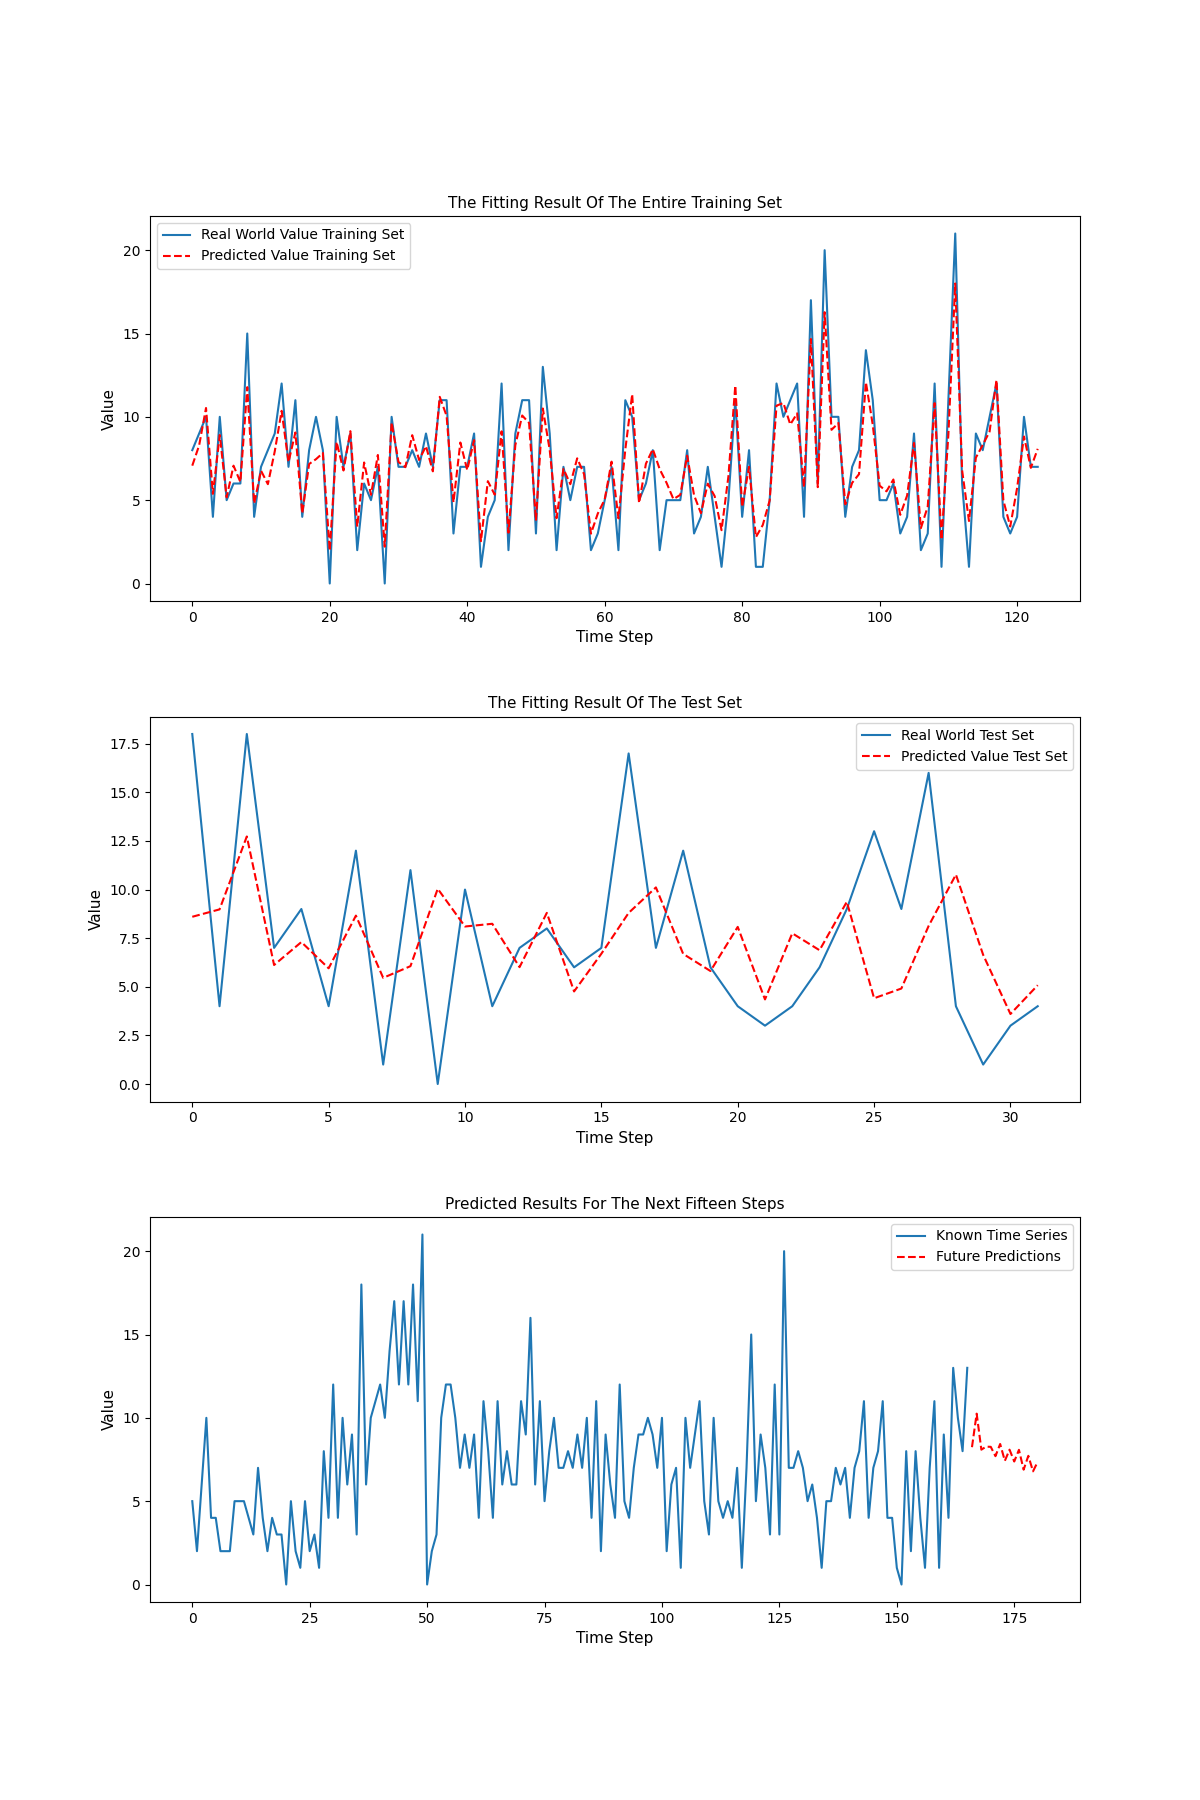 The Fitting Result Of The Entire Training Set
Real World Value Training Set
Predicted Value Training Set
Value
20
15
10
5
0
0 20 40 60 80 100 120
Time Step
The Fitting Result Of The Test Set
Real World Test Set
Predicted Value Test Set
Value
17.5
15.0
12.5
10.0
7.5
5.0
2.5
0.0
0 5 10 15 20 25 30
Time Step
Predicted Results For The Next Fifteen Steps
Known Time Series
Future Predictions
Value
20
15
10
5
0
0 25 50 75 100 125 150 175
Time Step